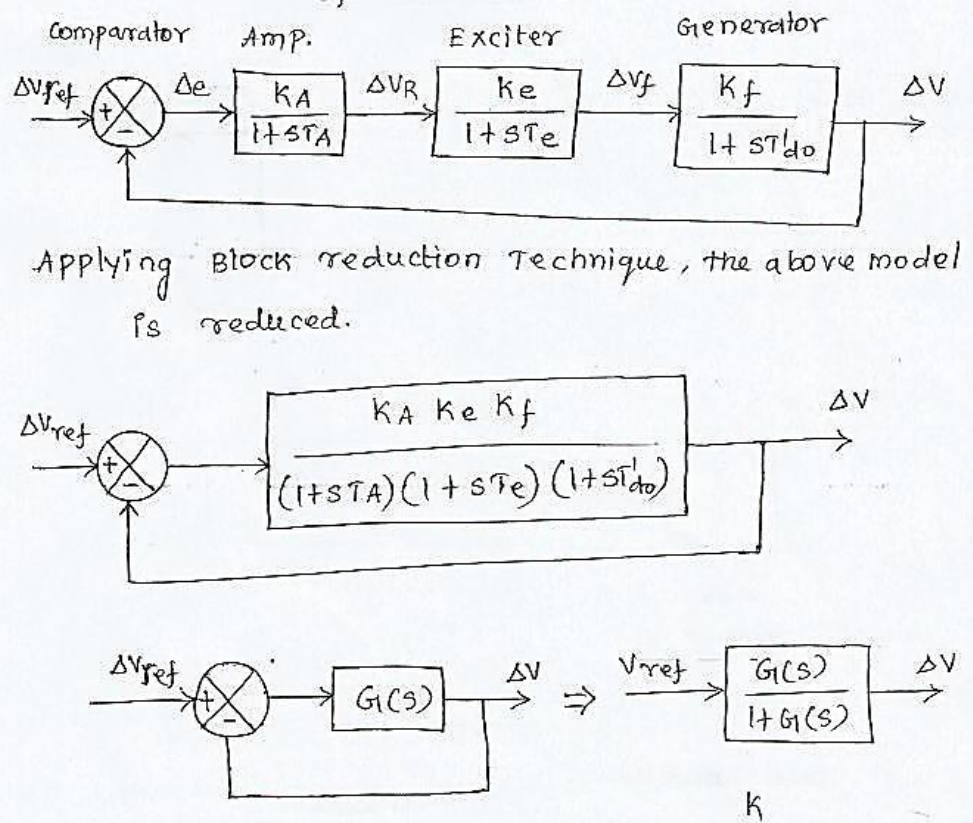 Comparator Amp. Exciter Generator
ΔVref + - Δe KA / 1+STA ΔVR Ke / 1+STe ΔVf Kf / 1+ST'do ΔV
Applying Block reduction Technique, the above model
is reduced.
ΔVref + - KA Ke Kf / (1+STA)(1+STe)(1+ST'do) ΔV
ΔVref + - G(S) ΔV ⇒ Vref G(S) / 1+G(S) ΔV
K